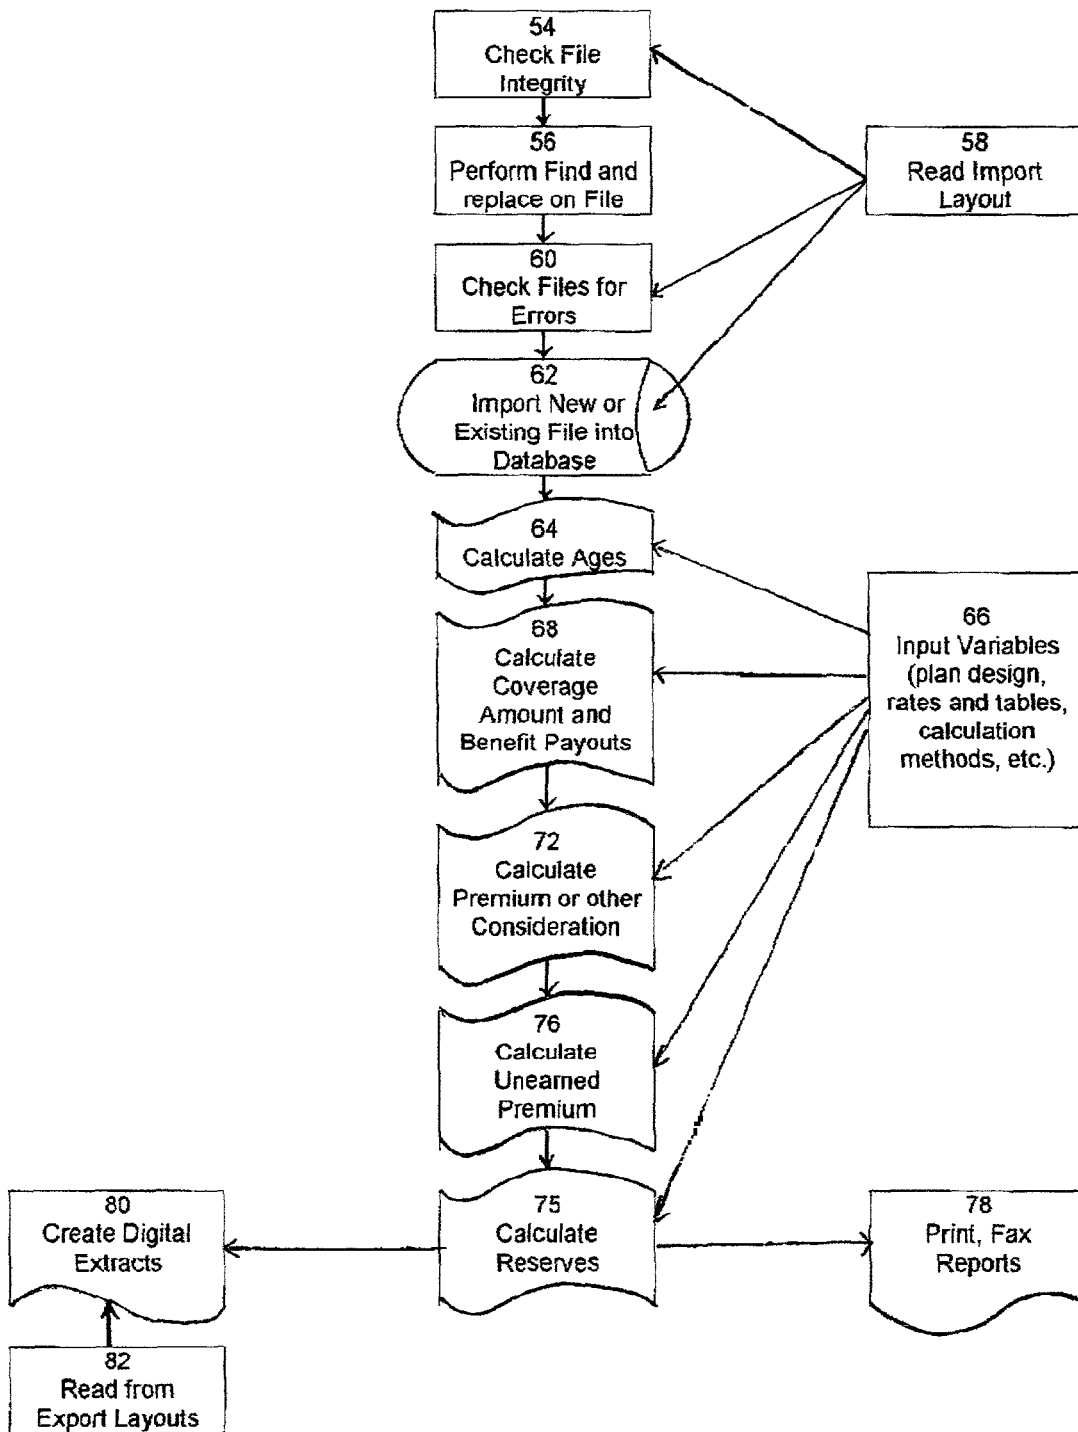 54
Check File
Integrity
56
Perform Find and
replace on File
58
Read Import
Layout
60
Check Files for
Errors
62
Import New or
Existing File into
Database
64
Calculate Ages
66
Input Variables
(plan design,
rates and tables,
calculation
methods, etc.)
68
Calculate
Coverage
Amount and
Benefit Payouts
72
Calculate
Premium or other
Consideration
76
Calculate
Unearned
Premium
75
Calculate
Reserves
80
Create Digital
Extracts
78
Print, Fax
Reports
82
Read from
Export Layouts